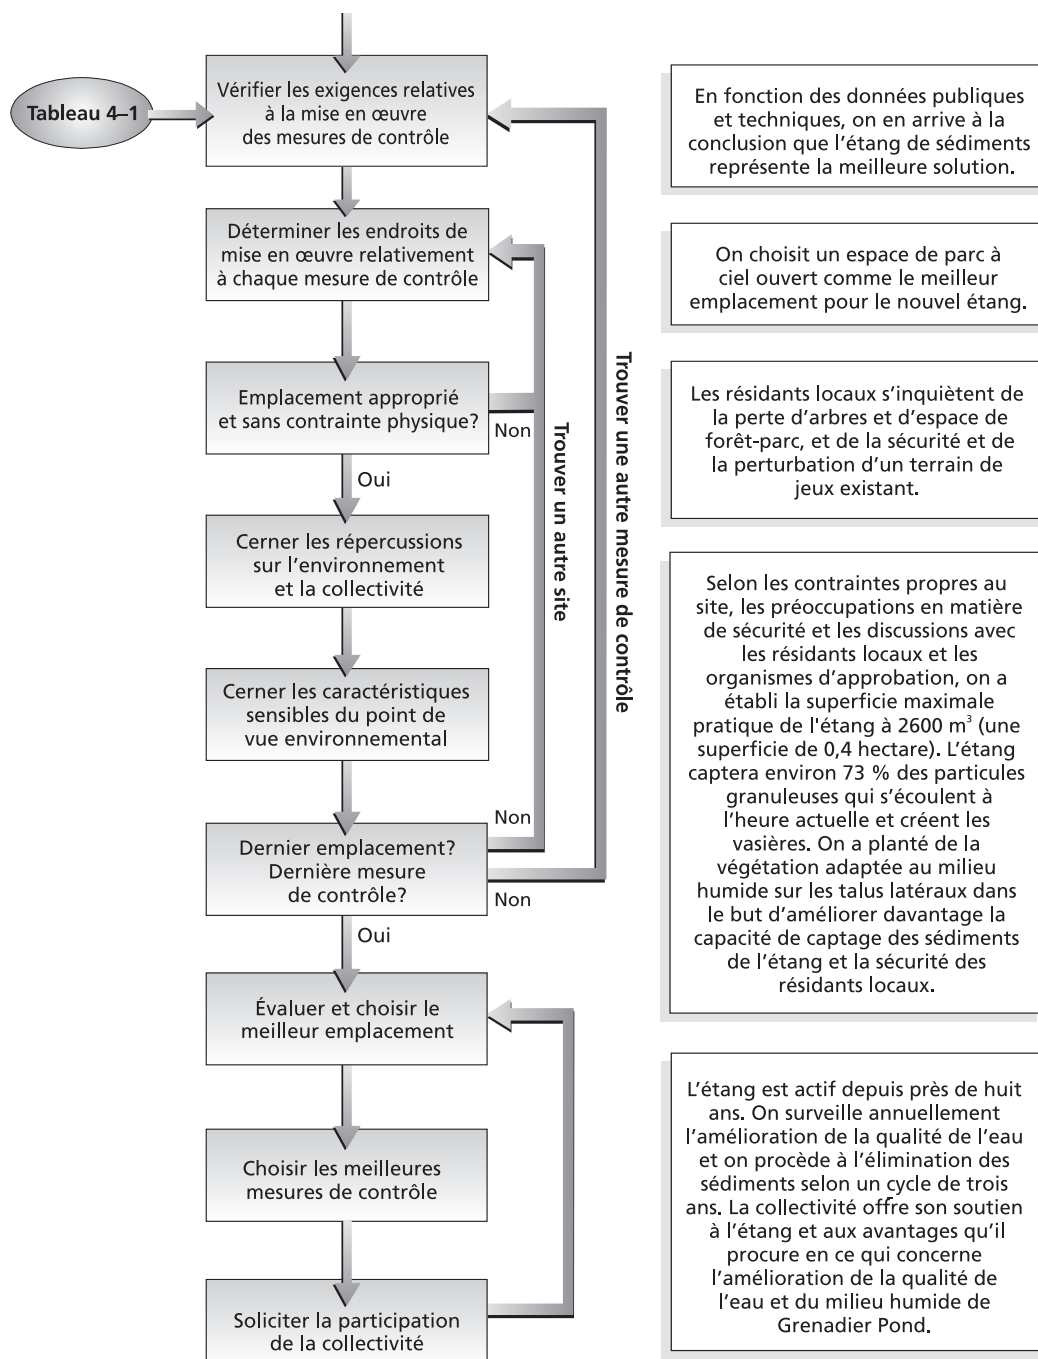 Tableau 4–1
Vérifier les exigences relatives
à la mise en œuvre
des mesures de contrôle
Déterminer les endroits de
mise en œuvre relativement
à chaque mesure de contrôle
Emplacement approprié
et sans contrainte physique?
Non
Oui
Cerner les répercussions
sur l'environnement
et la collectivité
Cerner les caractéristiques
sensibles du point de
vue environnemental
Non
Dernier emplacement?
Dernière mesure
de contrôle?
Non
Oui
Évaluer et choisir le
meilleur emplacement
Choisir les meilleures
mesures de contrôle
Soliciter la participation
de la collectivité
Trouver un autre site
Trouver une autre mesure de contrôle
En fonction des données publiques
et techniques, on en arrive à la
conclusion que l'étang de sédiments
représente la meilleure solution.
On choisit un espace de parc à
ciel ouvert comme le meilleur
emplacement pour le nouvel étang.
Les résidants locaux s'inquiètent de
la perte d'arbres et d'espace de
forêt-parc, et de la sécurité et de
la perturbation d'un terrain de
jeux existant.
Selon les contraintes propres au
site, les préoccupations en matière
de sécurité et les discussions avec
les résidants locaux et les
organismes d'approbation, on a
établi la superficie maximale
pratique de l'étang à 2600 m³ (une
superficie de 0,4 hectare). L'étang
captera environ 73 % des particules
granuleuses qui s'écoulent à
l'heure actuelle et créent les
vasières. On a planté de la
végétation adaptée au milieu
humide sur les talus latéraux dans
le but d'améliorer davantage la
capacité de captage des sédiments
de l'étang et la sécurité des
résidants locaux.
L'étang est actif depuis près de huit
ans. On surveille annuellement
l'amélioration de la qualité de l'eau
et on procède à l'élimination des
sédiments selon un cycle de trois
ans. La collectivité offre son soutien
à l'étang et aux avantages qu'il
procure en ce qui concerne
l'amélioration de la qualité de
l'eau et du milieu humide de
Grenadier Pond.